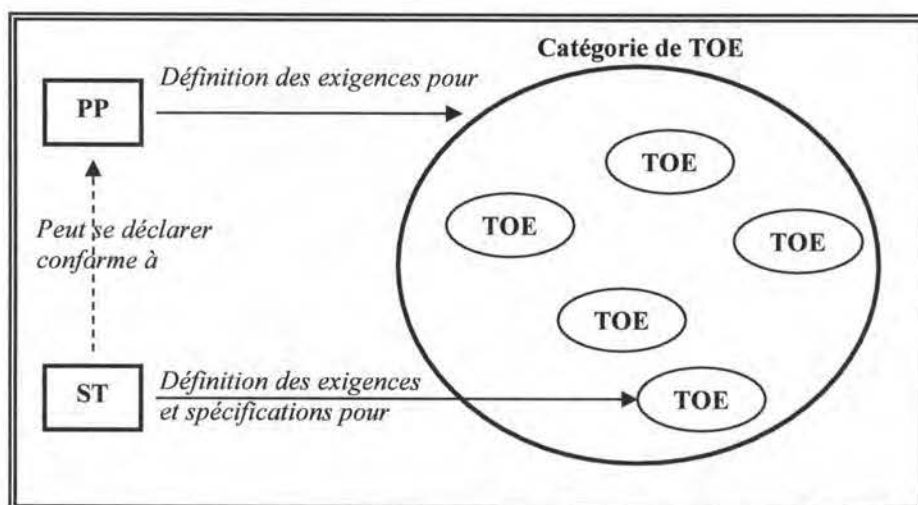 Catégorie de TOE
Définition des exigences pour
PP
TOE
TOE
TOE
Peut se déclarer
conforme à
TOE
ST
Définition des exigences
et spécifications pour
TOE